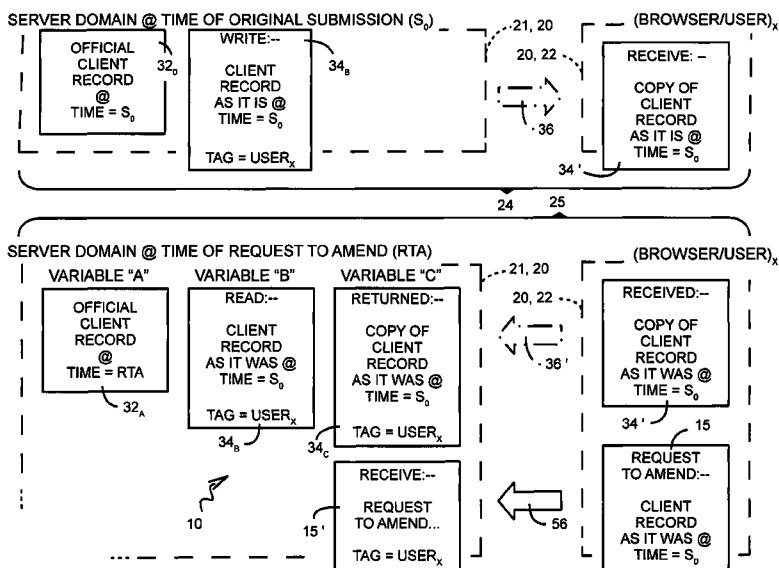 SERVER DOMAIN @ TIME OF ORIGINAL SUBMISSION (S0)
21, 20
(BROWSER/USER)X
OFFICIAL
CLIENT
RECORD
@
TIME = S0
320
WRITE:--
CLIENT
RECORD
AS IT IS @
TIME = S0
TAG = USERX
34B
20, 22
36
RECEIVE: –
COPY OF
CLIENT
RECORD
AS IT IS @
TIME = S0
34 '
24
25
SERVER DOMAIN @ TIME OF REQUEST TO AMEND (RTA)
21, 20
(BROWSER/USER)X
VARIABLE "A"
VARIABLE "B"
VARIABLE "C"
20, 22
OFFICIAL
CLIENT
RECORD
@
TIME = RTA
32A
READ:--
CLIENT
RECORD
AS IT WAS @
TIME = S0
TAG = USERX
34B
RETURNED:--
COPY OF
CLIENT
RECORD
AS IT WAS @
TIME = S0
TAG = USERX
34C
36 '
RECEIVED:--
COPY OF
CLIENT
RECORD
AS IT WAS @
TIME = S0
34 '
15
10
15 '
RECEIVE:--
REQUEST
TO AMEND...
TAG = USERX
56
REQUEST
TO AMEND:--
CLIENT
RECORD
AS IT WAS @
TIME = S0